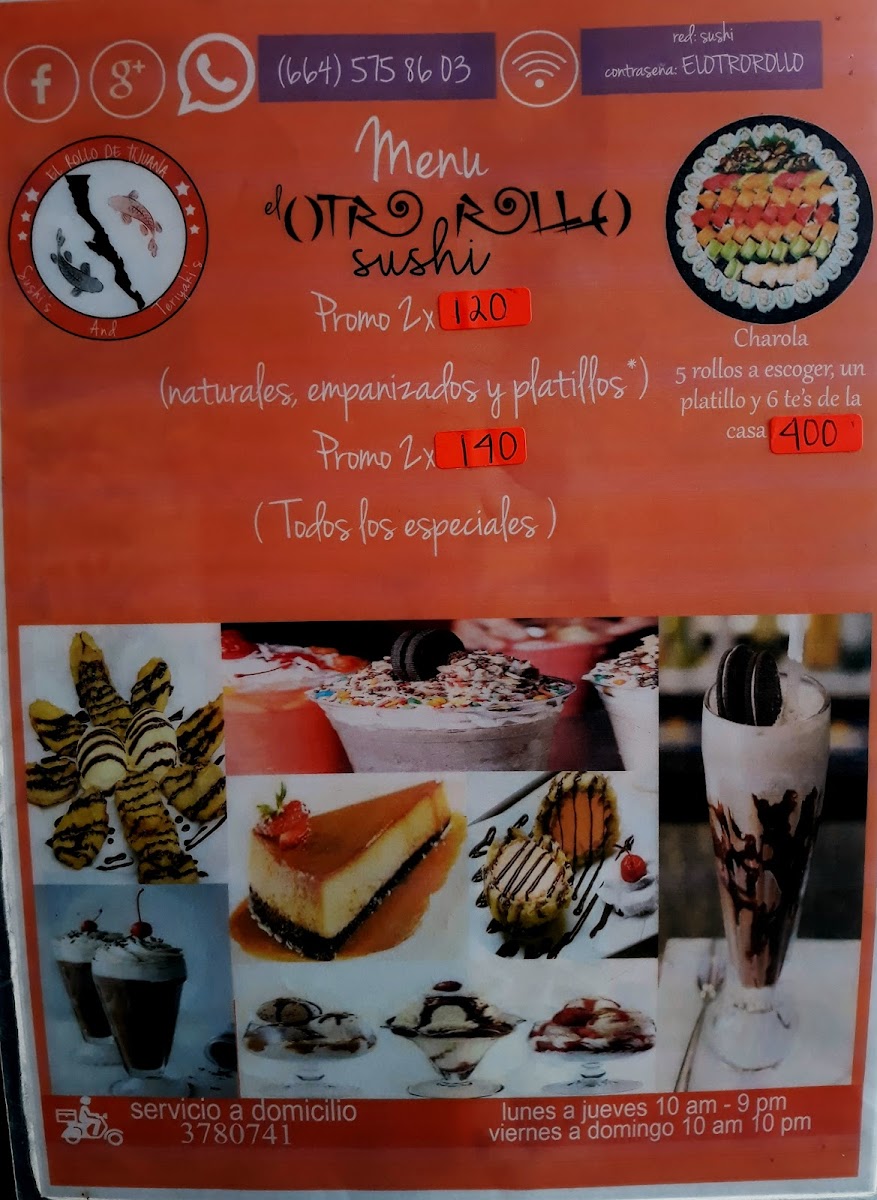 (664) 575 86 03
red: sushi
contraseña: ELOTROROLLO
EL ROLLO DE TIJUANA
Sushi's And Teriyaki's
Menu
el OTRO ROLLO
sushi
Promo 2x 120
(naturales, empanizados y platillos*)
Promo 2x 140
(Todos los especiales)
Charola
5 rollos a escoger, un
platillo y 6 te's de la
casa 400
servicio a domicilio
3780741
lunes a jueves 10 am - 9 pm
viernes a domingo 10 am 10 pm